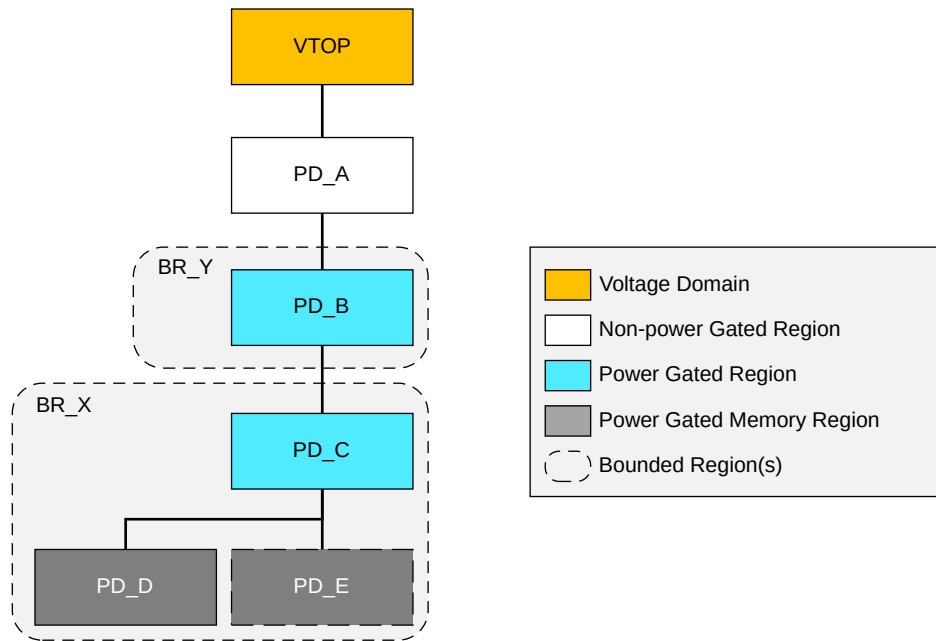 VTOP
PD_A
BR_Y
PD_B
BR_X
PD_C
PD_D
PD_E
Voltage Domain
Non-power Gated Region
Power Gated Region
Power Gated Memory Region
Bounded Region(s)